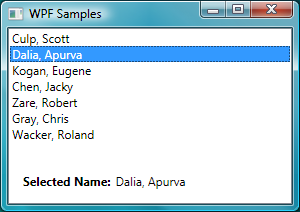 WPF Samples
Culp, Scott
Dalia, Apurva
Kogan, Eugene
Chen, Jacky
Zare, Robert
Gray, Chris
Wacker, Roland
Selected Name: Dalia, Apurva